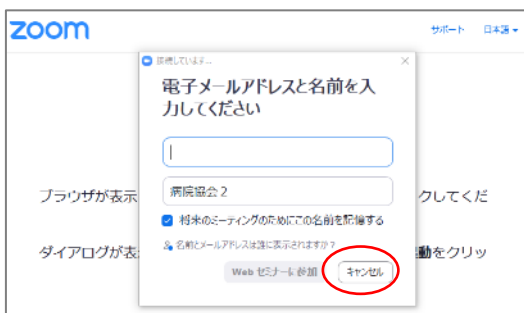 zoom
サポート 日本語
接続しています...
電子メールアドレスと名前を入
力してください
病院協会2
ブラウザが表示
クしてくだ
将来のミーティングのためにこの名前を記憶する
名前とメールアドレスは誰に表示されますか?
ダイアログが表
動をクリッ
Web セミナーに参加 キャンセル